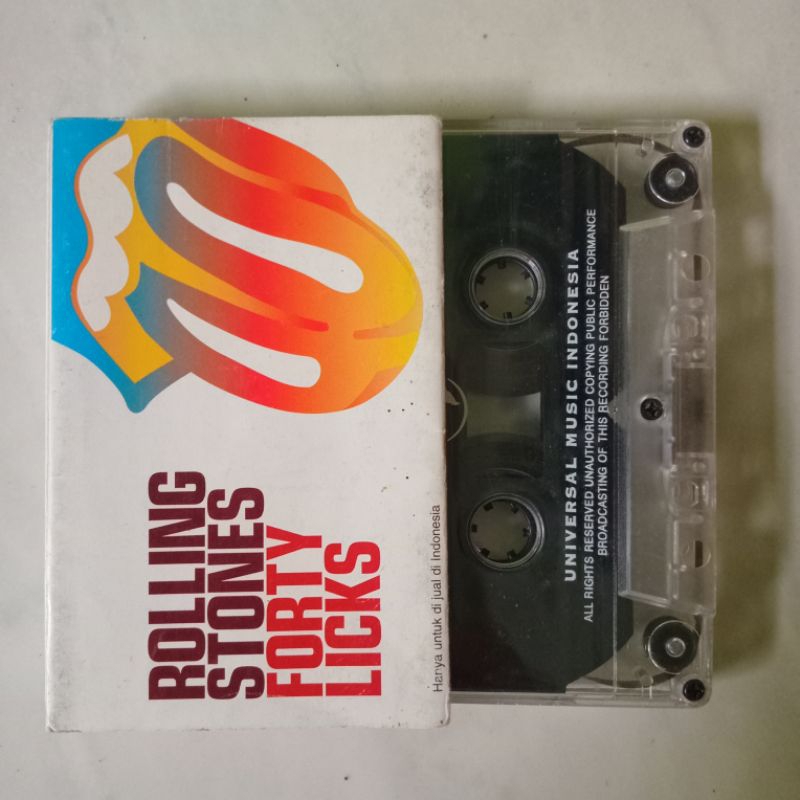 ROLLING
STONES
FORTY
LICKS
Hanya untuk di jual di Indonesia
UNIVERSAL MUSIC INDONESIA
ALL RIGHTS RESERVED UNAUTHORIZED COPYING PUBLIC PERFORMANCE
BROADCASTING OF THIS RECORDING FORBIDDEN